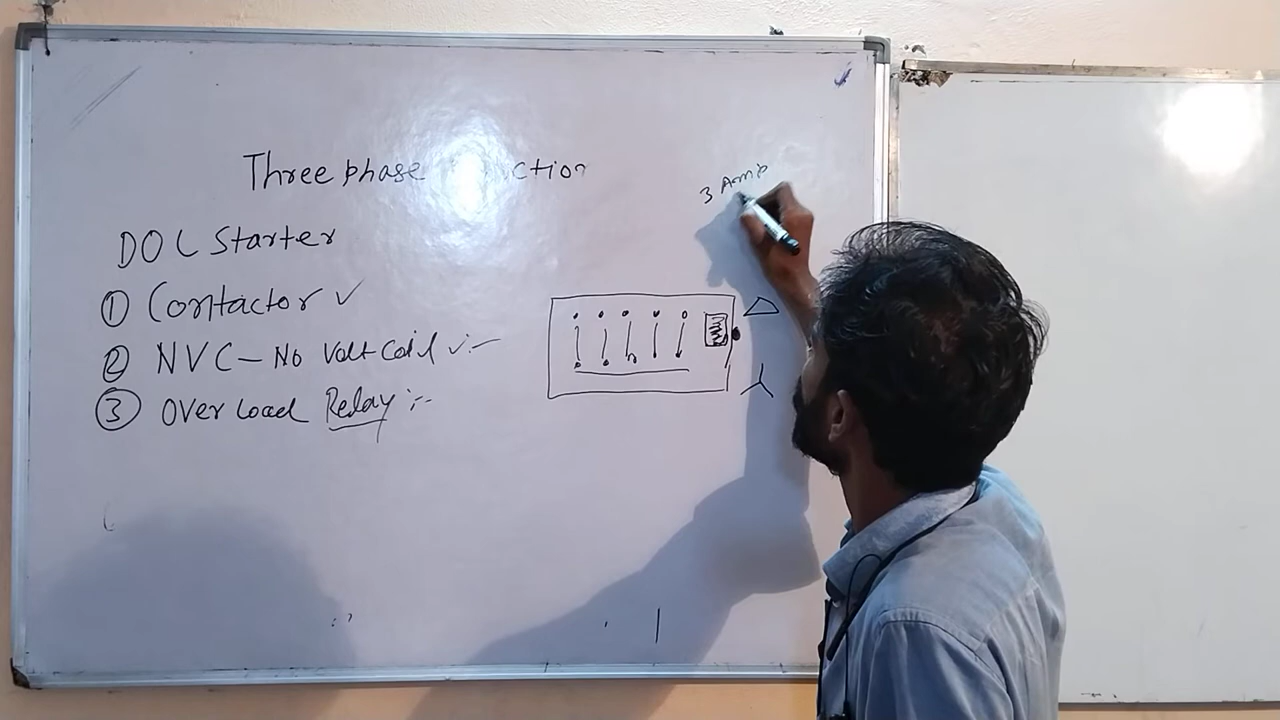 Three phase ction
3 Amp
DOL Starter
① Contactor ✓
② NVC - No Volt Coil ✓:-
③ Over Load Relay :-